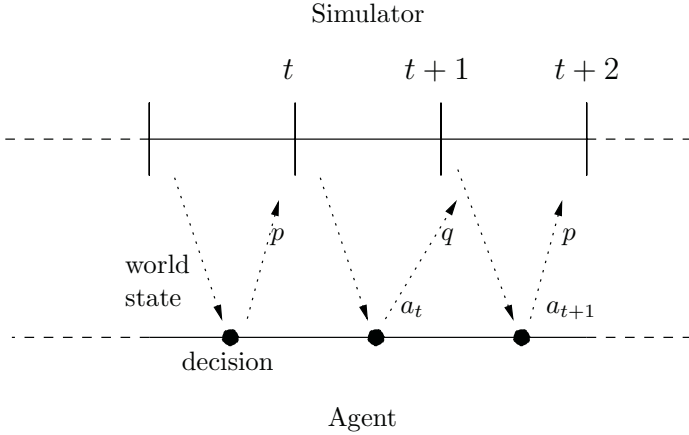 Simulator
t
t + 1
t + 2
p
q
p
world
state
a_t
a_{t+1}
decision
Agent